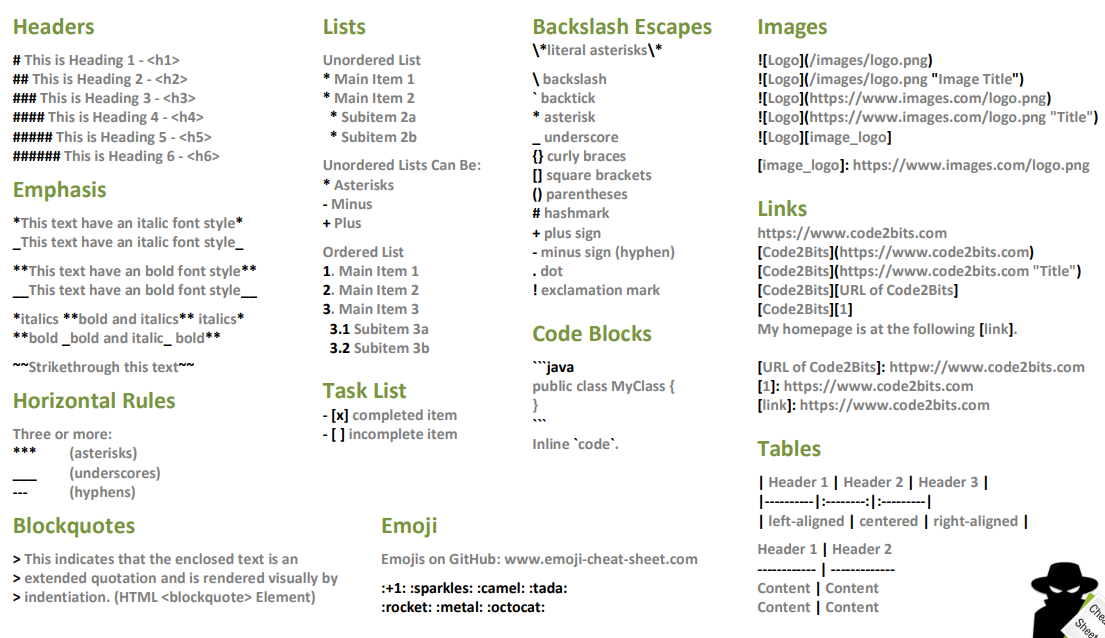 Headers
# This is Heading 1 - <h1>
## This is Heading 2 - <h2>
### This is Heading 3 - <h3>
#### This is Heading 4 - <h4>
##### This is Heading 5 - <h5>
###### This is Heading 6 - <h6>
Emphasis
*This text have an italic font style*
_This text have an italic font style_
**This text have an bold font style**
__This text have an bold font style__
*italics **bold and italics** italics*
**bold _bold and italic_ bold**
~~Strikethrough this text~~
Horizontal Rules
Three or more:
*** (asterisks)
___ (underscores)
--- (hyphens)
Blockquotes
> This indicates that the enclosed text is an
> extended quotation and is rendered visually by
> indentation. (HTML <blockquote> Element)
Lists
Unordered List
* Main Item 1
* Main Item 2
* Subitem 2a
* Subitem 2b
Unordered Lists Can Be:
* Asterisks
- Minus
+ Plus
Ordered List
1. Main Item 1
2. Main Item 2
3. Main Item 3
3.1 Subitem 3a
3.2 Subitem 3b
Task List
- [x] completed item
- [ ] incomplete item
Emoji
Emojis on GitHub: www.emoji-cheat-sheet.com
:+1: :sparkles: :camel: :tada:
:rocket: :metal: :octocat:
Backslash Escapes
\*literal asterisks\*
\ backslash
` backtick
* asterisk
_ underscore
{} curly braces
[] square brackets
() parentheses
# hashmark
+ plus sign
- minus sign (hyphen)
. dot
! exclamation mark
Code Blocks
```java
public class MyClass {
}
```
Inline `code`.
Images
![Logo](/images/logo.png)
![Logo](/images/logo.png "Image Title")
![Logo](https://www.images.com/logo.png)
![Logo](https://www.images.com/logo.png "Title")
![Logo][image_logo]
[image_logo]: https://www.images.com/logo.png
Links
https://www.code2bits.com
[Code2Bits](https://www.code2bits.com)
[Code2Bits](https://www.code2bits.com "Title")
[Code2Bits][URL of Code2Bits]
[Code2Bits][1]
My homepage is at the following [link].
[URL of Code2Bits]: httpw://www.code2bits.com
[1]: https://www.code2bits.com
[link]: https://www.code2bits.com
Tables
| Header 1 | Header 2 | Header 3 |
|----------|:--------:|:---------|
| left-aligned | centered | right-aligned |
Header 1 | Header 2
------------ | -------------
Content | Content
Content | Content
Sheet